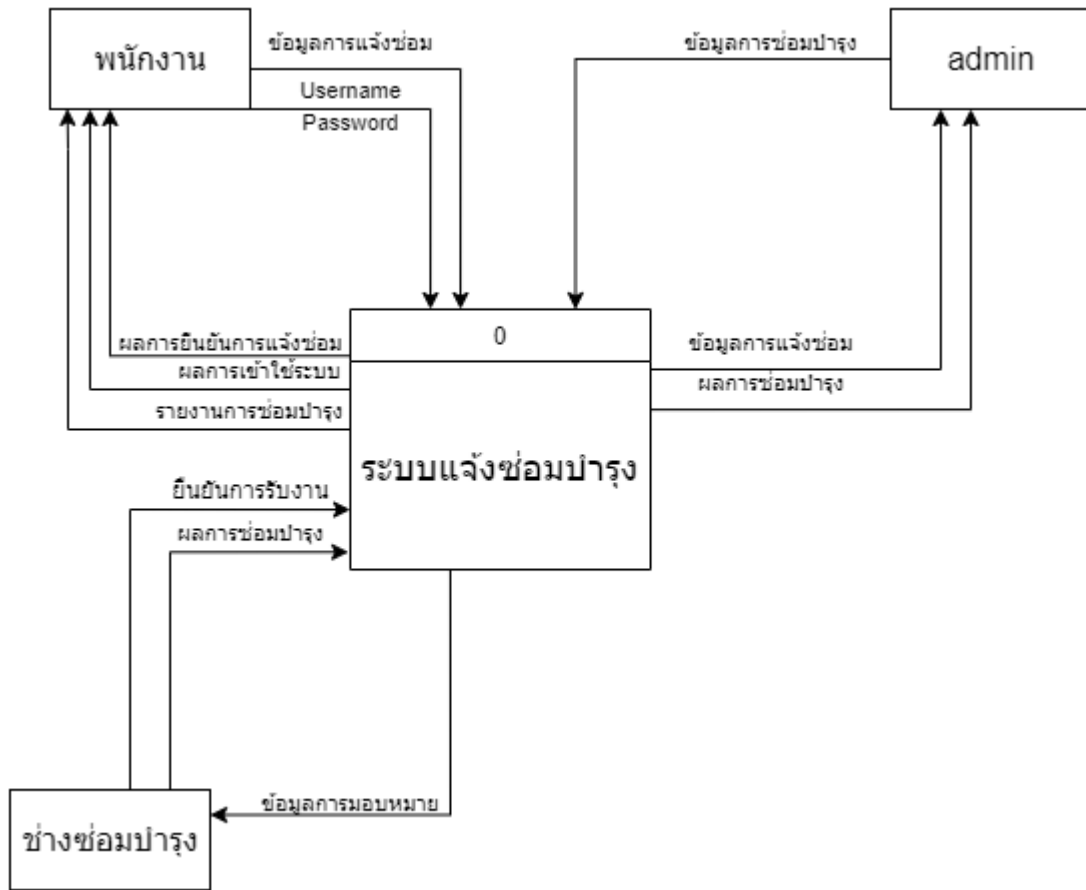 พนักงาน
ข้อมูลการแจ้งซ่อม
Username
Password
ข้อมูลการซ่อมบำรุง
admin
0
ระบบแจ้งซ่อมบำรุง
ผลการยืนยันการแจ้งซ่อม
ผลการเข้าใช้ระบบ
รายงานการซ่อมบำรุง
ข้อมูลการแจ้งซ่อม
ผลการซ่อมบำรุง
ยืนยันการรับงาน
ผลการซ่อมบำรุง
ข้อมูลการมอบหมาย
ช่างซ่อมบำรุง